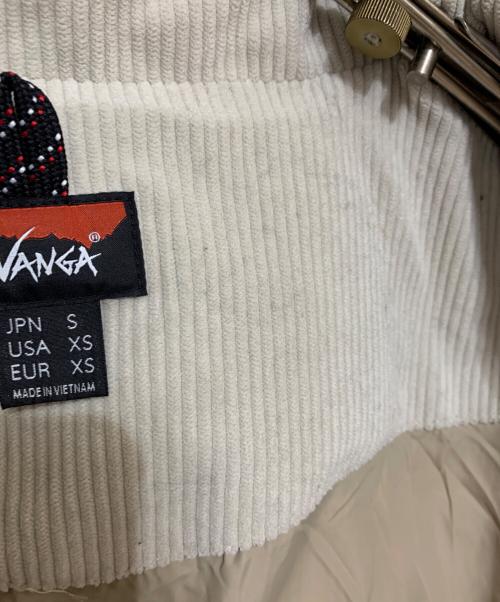 VANGA®
JPN S
USA XS
EUR XS
MADE IN VIETNAM